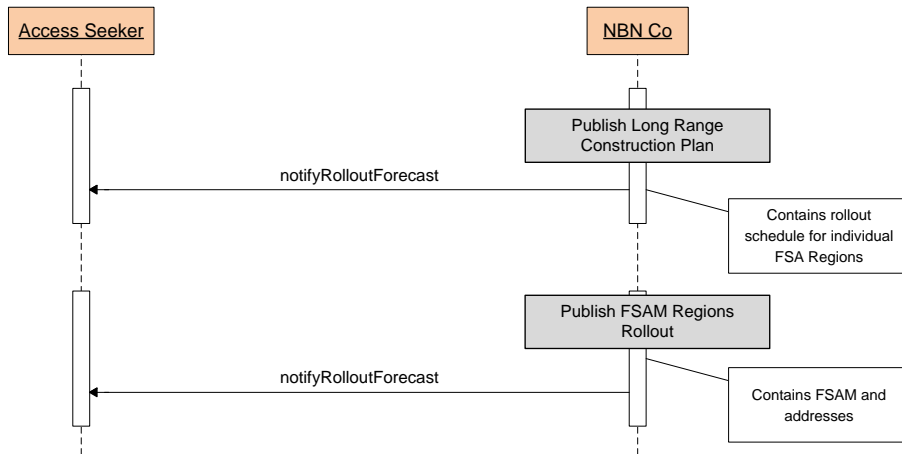 Access Seeker
NBN Co
Publish Long Range
Construction Plan
notifyRolloutForecast
Contains rollout
schedule for individual
FSA Regions
Publish FSAM Regions
Rollout
notifyRolloutForecast
Contains FSAM and
addresses